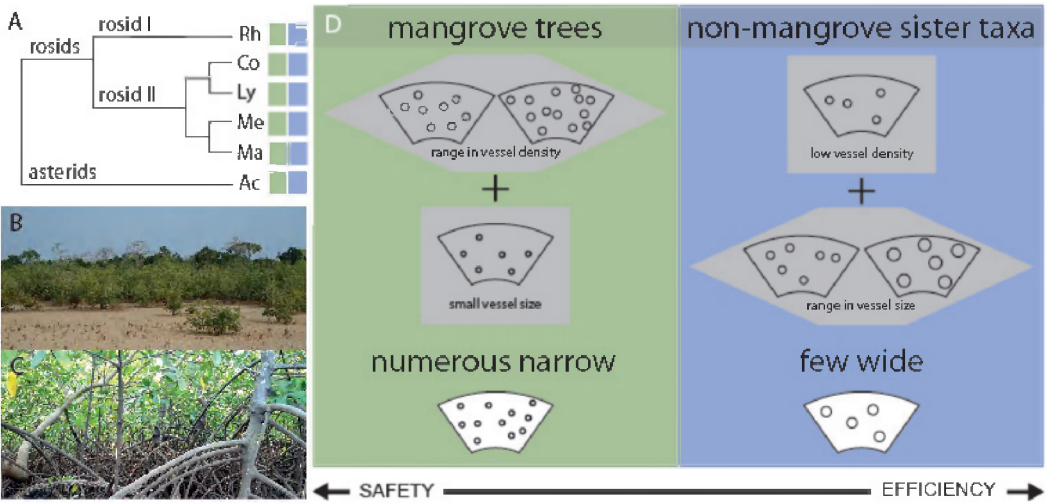 A
rosids
rosid I
rosid II
asterids
Rh
Co
Ly
Me
Ma
Ac
B
C
D
mangrove trees
range in vessel density
+
small vessel size
numerous narrow
non-mangrove sister taxa
low vessel density
+
range in vessel size
few wide
SAFETY
EFFICIENCY